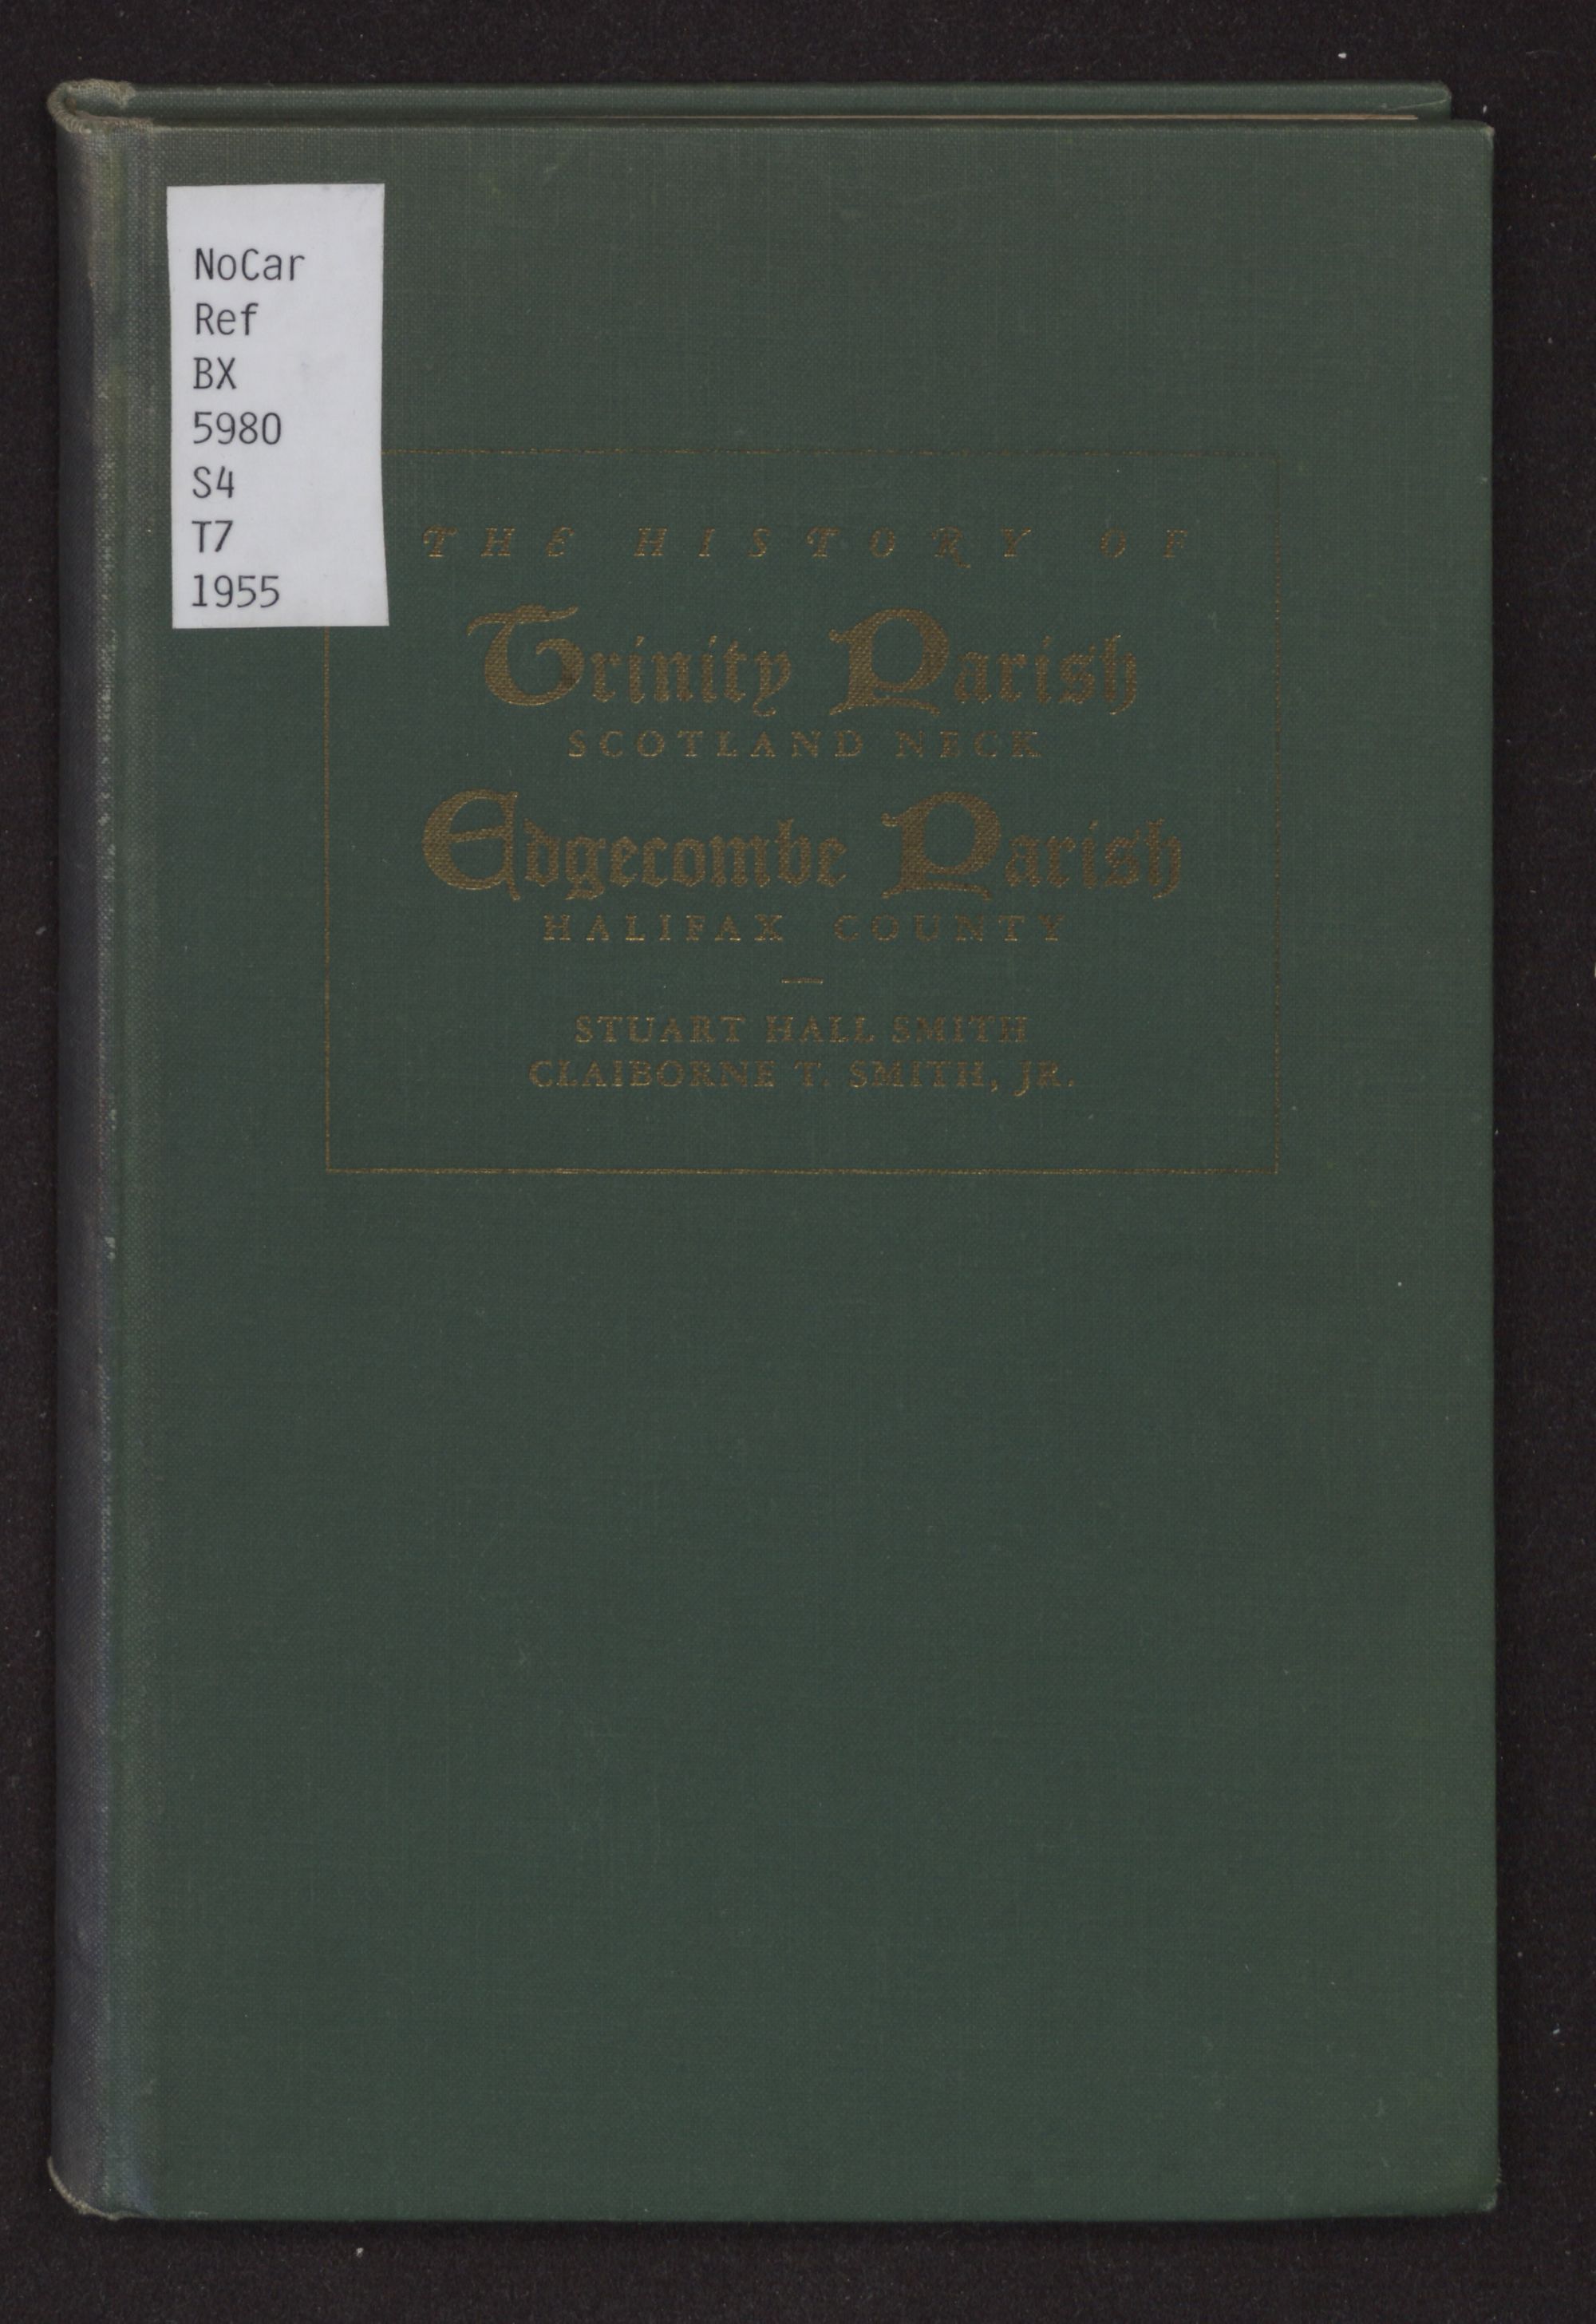 NoCar
Ref
BX
5980
S4
T7
1955
THE HISTORY OF
Trinity Parish
SCOTLAND NECK
Edgecombe Parish
HALIFAX COUNTY
STUART HALL SMITH
CLAIBORNE T. SMITH, JR.